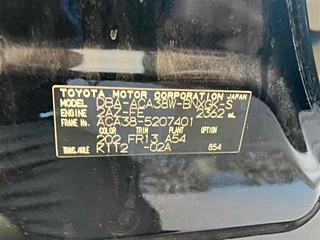 TOYOTA MOTOR CORPORATION JAPAN
MODEL DBA-ACA38W-BNXGK-S
ENGINE 2AZ-FE 2362 mL
FRAME NO. ACA38-5207401
COLOR TRIM PLANT OPTION
202 FR13 A54
TRANS./AXLE K112 -02A 854